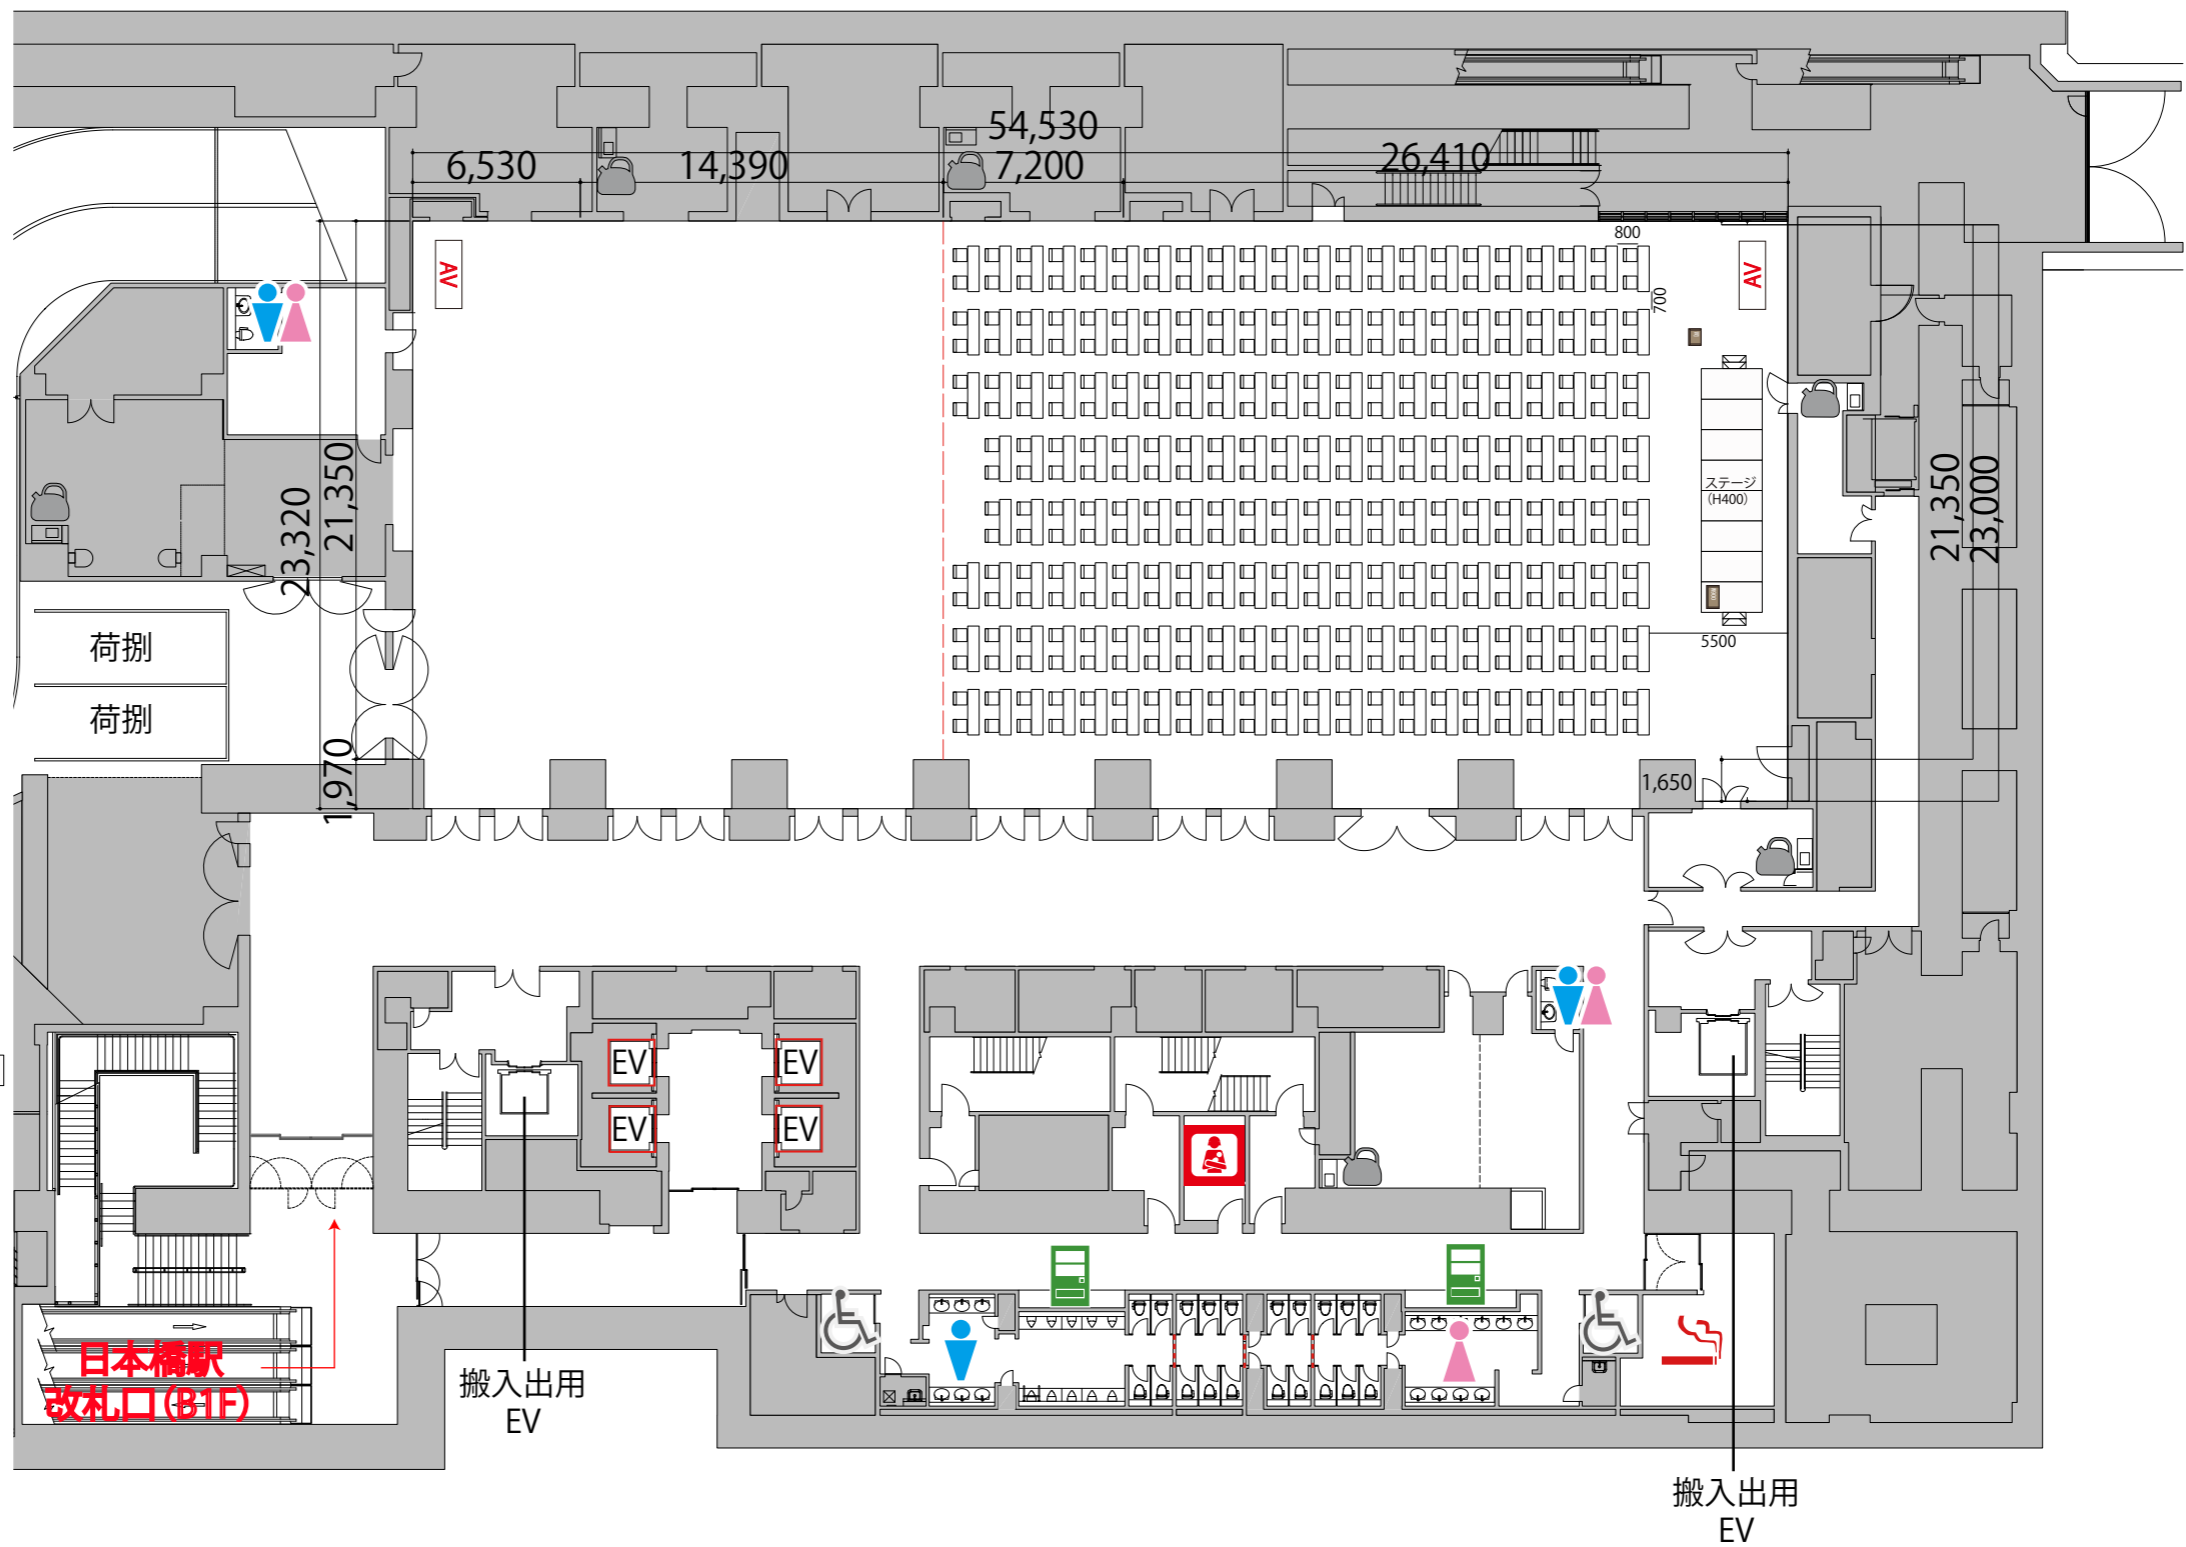 54,530
6,530
14,390
7,200
26,410
800
AV
AV
700
23,320
21,350
ステージ
(H400)
21,350
23,000
荷捌
5500
荷捌
1,970
1,650
EV
EV
EV
EV
日本橋駅
改札口(B1F)
搬入出用
EV
搬入出用
EV